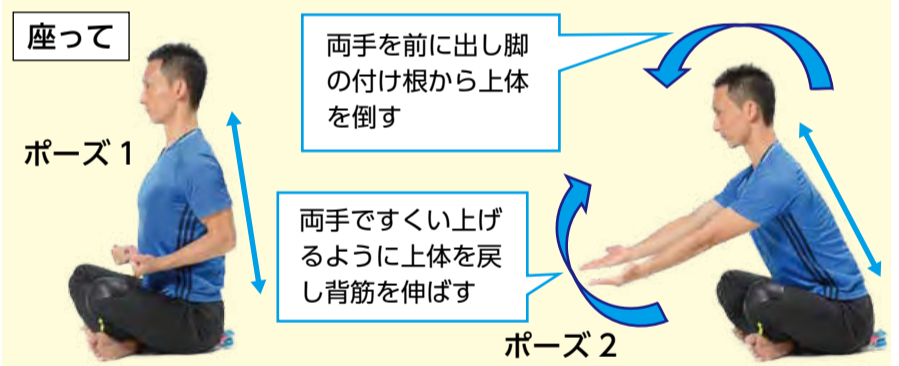 座って
ポーズ 1
両手を前に出し脚
の付け根から上体
を倒す
両手ですくい上げ
るように上体を戻
し背筋を伸ばす
ポーズ 2